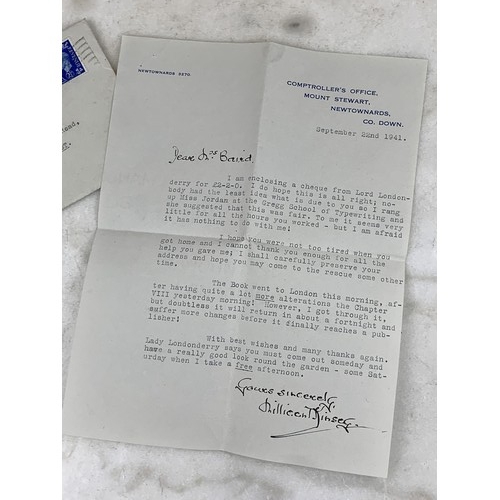 NEWTOWNARDS 3270
COMPTROLLER'S OFFICE,
MOUNT STEWART,
NEWTOWNARDS,
CO. DOWN.
September 22nd 1941.
Dear Mrs Baird.
I am enclosing a cheque from Lord London-
derry for £2-2-0. I do hope this is all right; no-
body had the least idea what is due to you so I rang
up Miss Jordan at the Gregg School of Typewriting and
she suggested that this was fair. To me it seems very
little for all the hours you worked - but I am afraid
it has nothing to do with me!
I hope you were not too tired when you
got home and I cannot thank you enough for all the
help you gave me; I shall carefully preserve your
address and hope you may come to the rescue some other
time.
The Book went to London this morning, af-
ter having quite a lot more alterations the Chapter
VIII yesterday morning! However, I got through it,
but doubtless it will return in about a fortnight and
suffer more changes before it finally reaches a pub-
lisher!
With best wishes and many thanks again.
Lady Londonderry says you must come out someday and
have a really good look round the garden - some Sat-
urday when I take a free afternoon.
Yours sincerely.